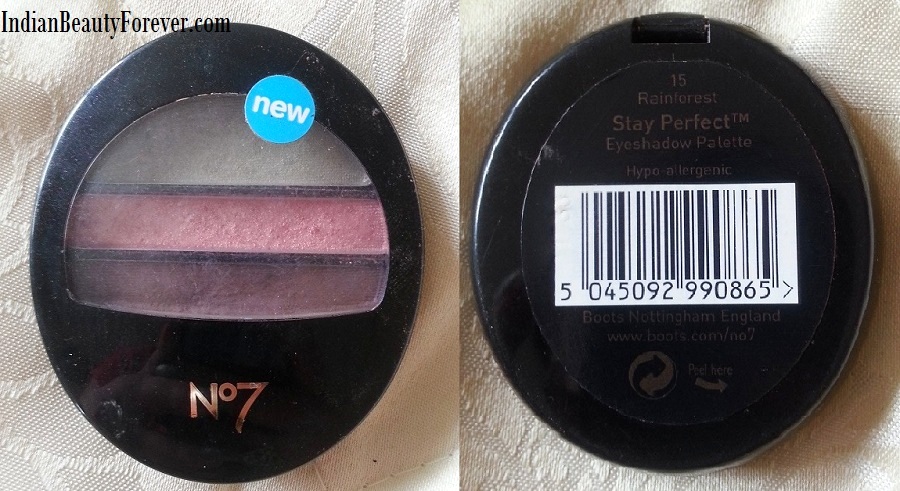 IndianBeautyForever.com
new
No7
15
Rainforest
Stay Perfect™
Eyeshadow Palette
Hypo-allergenic
5 045092 990865 >
Boots Nottingham England
www.boots.com/no7
Peel here